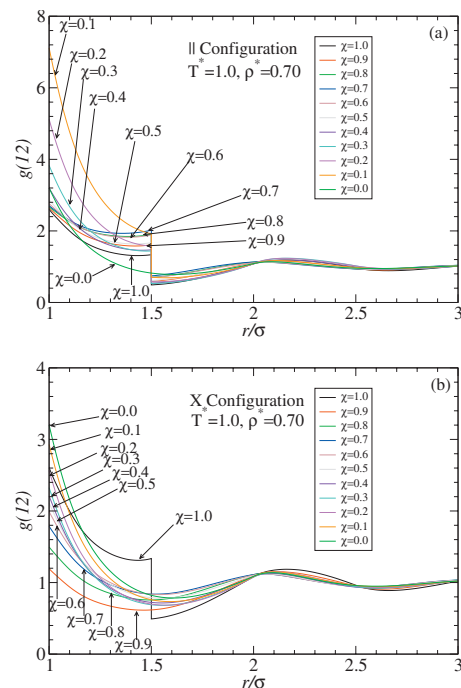 (a)
|| Configuration
T*=1.0, ρ*=0.70
χ=0.1
χ=0.2
χ=0.3
χ=0.4
χ=0.5
χ=0.6
χ=0.7
χ=0.8
χ=0.9
χ=0.0
χ=1.0
χ=1.0
χ=0.9
χ=0.8
χ=0.7
χ=0.6
χ=0.5
χ=0.4
χ=0.3
χ=0.2
χ=0.1
χ=0.0
8
6
4
2
0
g(12)
1 1.5 2 2.5 3
r/σ
(b)
X Configuration
T*=1.0, ρ*=0.70
χ=0.0
χ=0.1
χ=0.2
χ=0.3
χ=0.4
χ=0.5
χ=1.0
χ=0.6
χ=0.7
χ=0.8
χ=0.9
χ=1.0
χ=0.9
χ=0.8
χ=0.7
χ=0.6
χ=0.5
χ=0.4
χ=0.3
χ=0.2
χ=0.1
χ=0.0
4
3
2
1
0
g(12)
1 1.5 2 2.5 3
r/σ